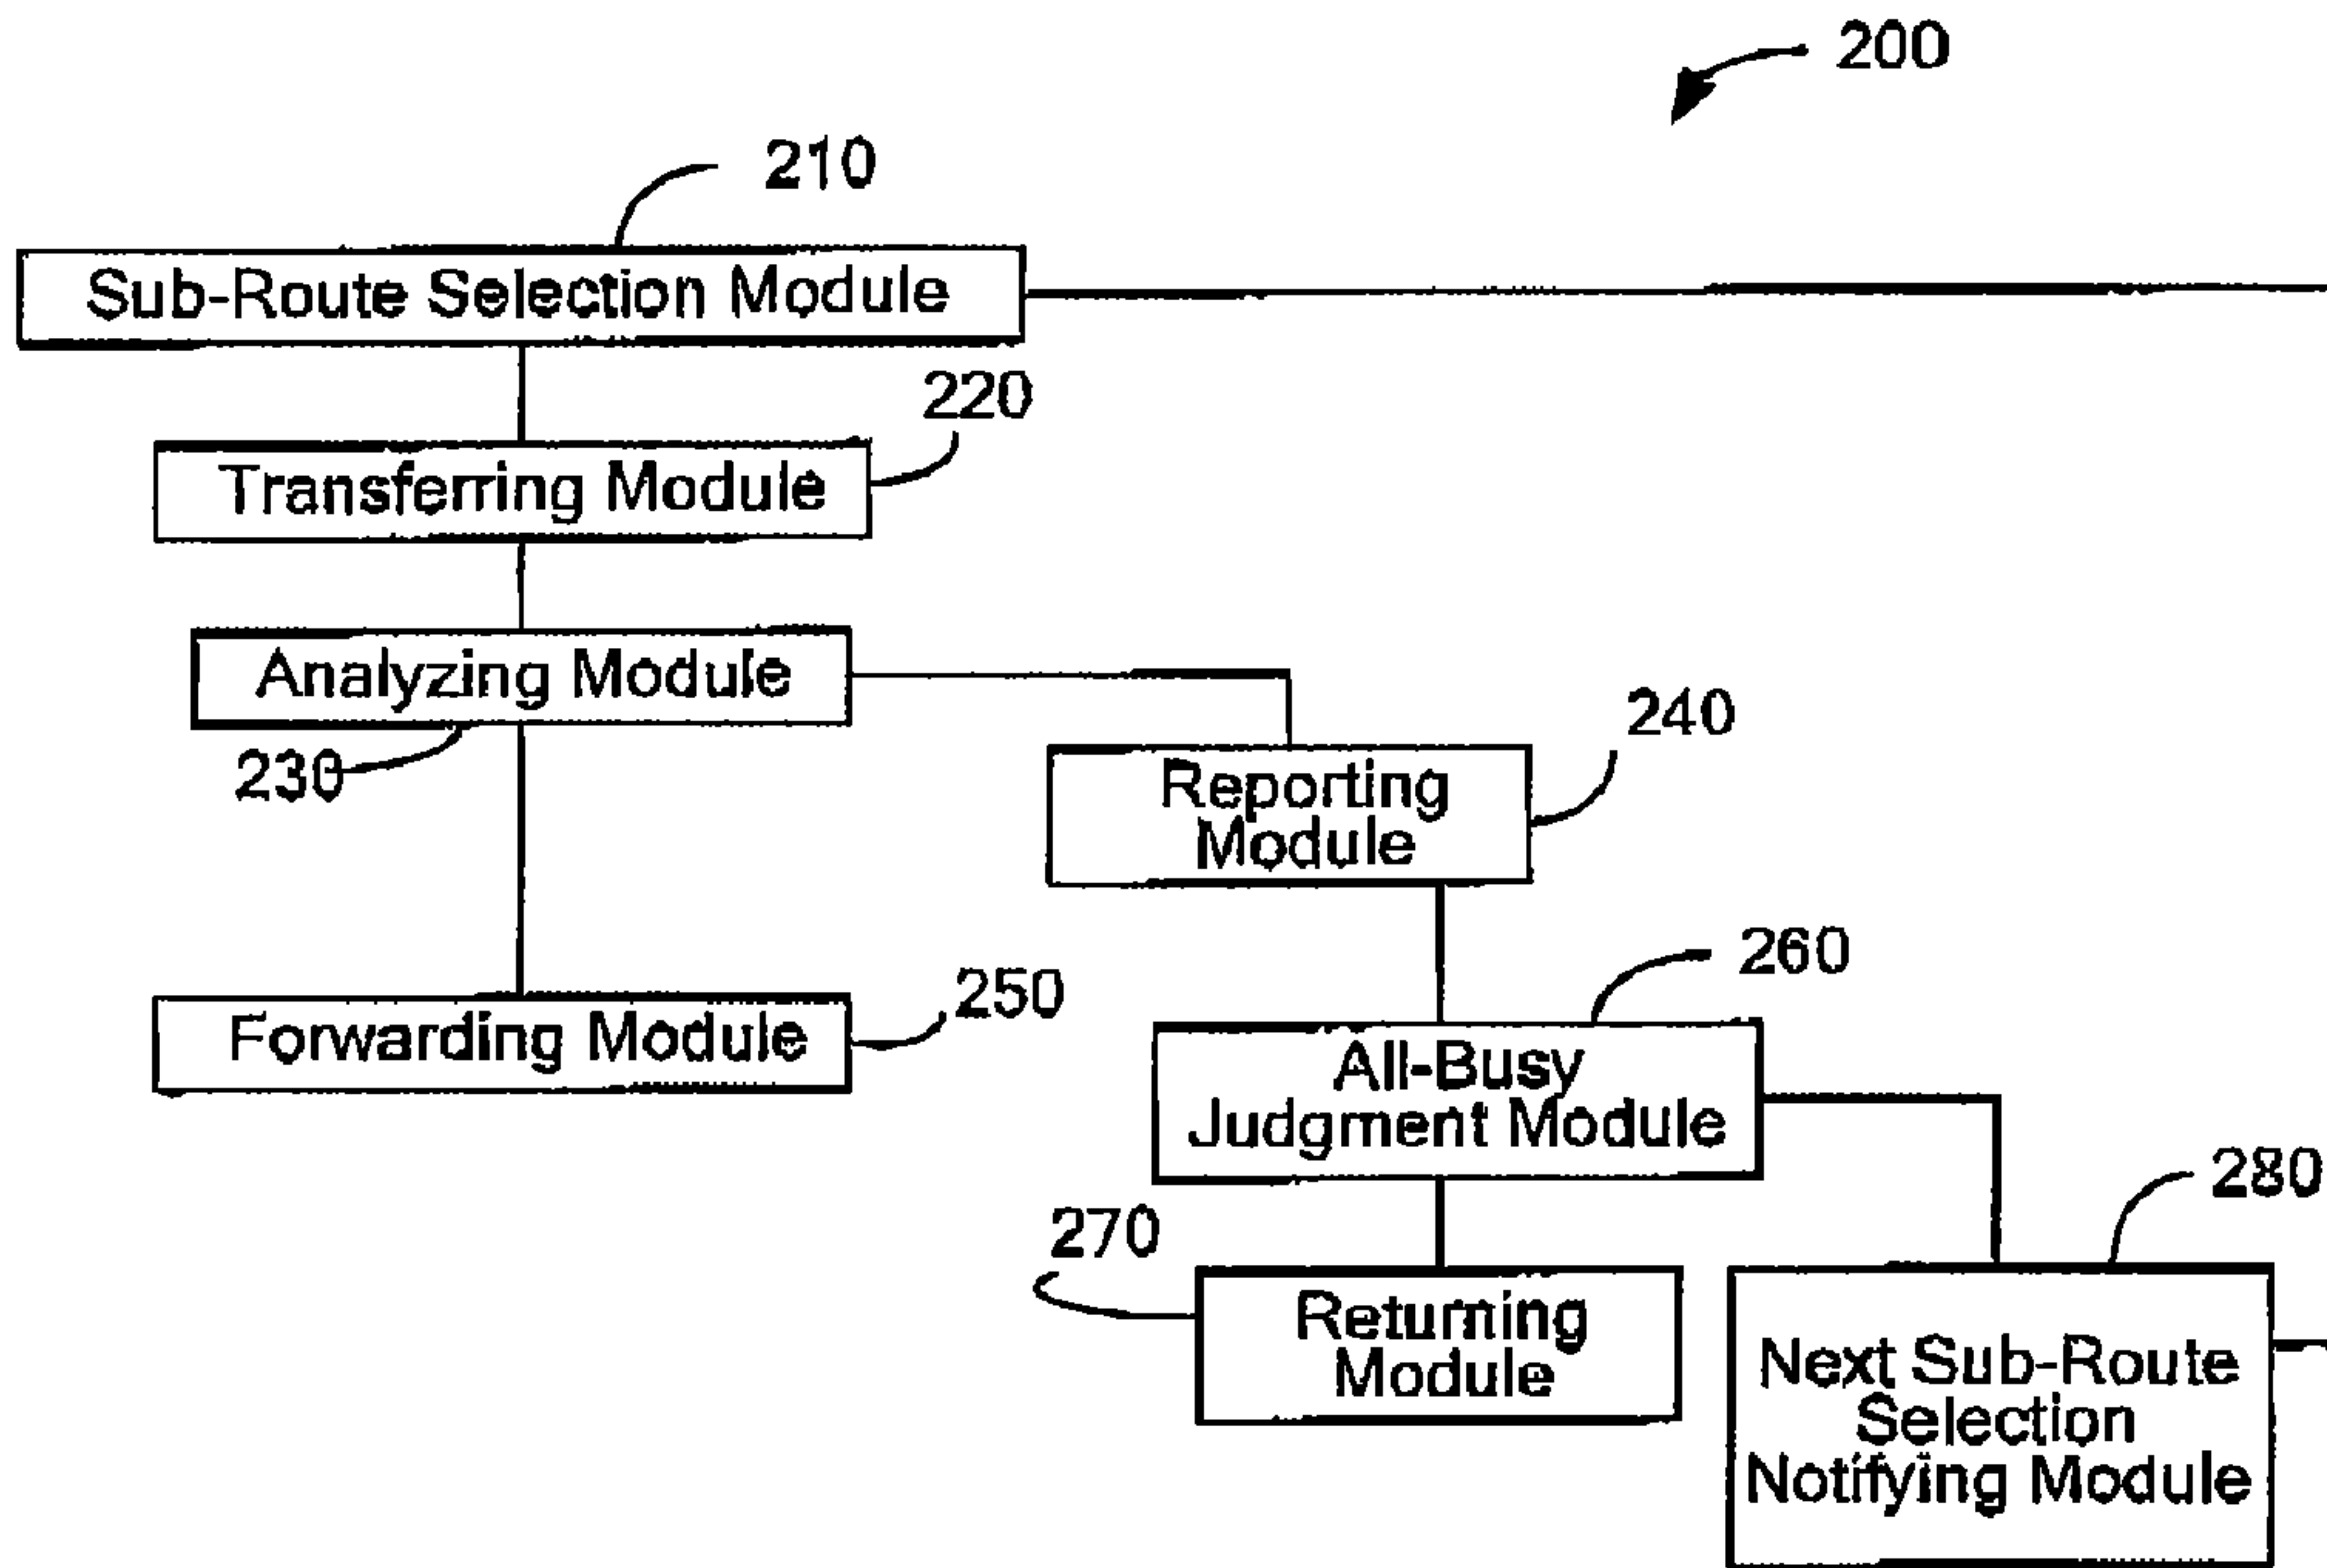 200
210
Sub-Route Selection Module
220
Transferring Module
Analyzing Module
230
240
Reporting
Module
250
Forwarding Module
260
All-Busy
Judgment Module
270
280
Returning
Module
Next Sub-Route
Selection
Notifying Module